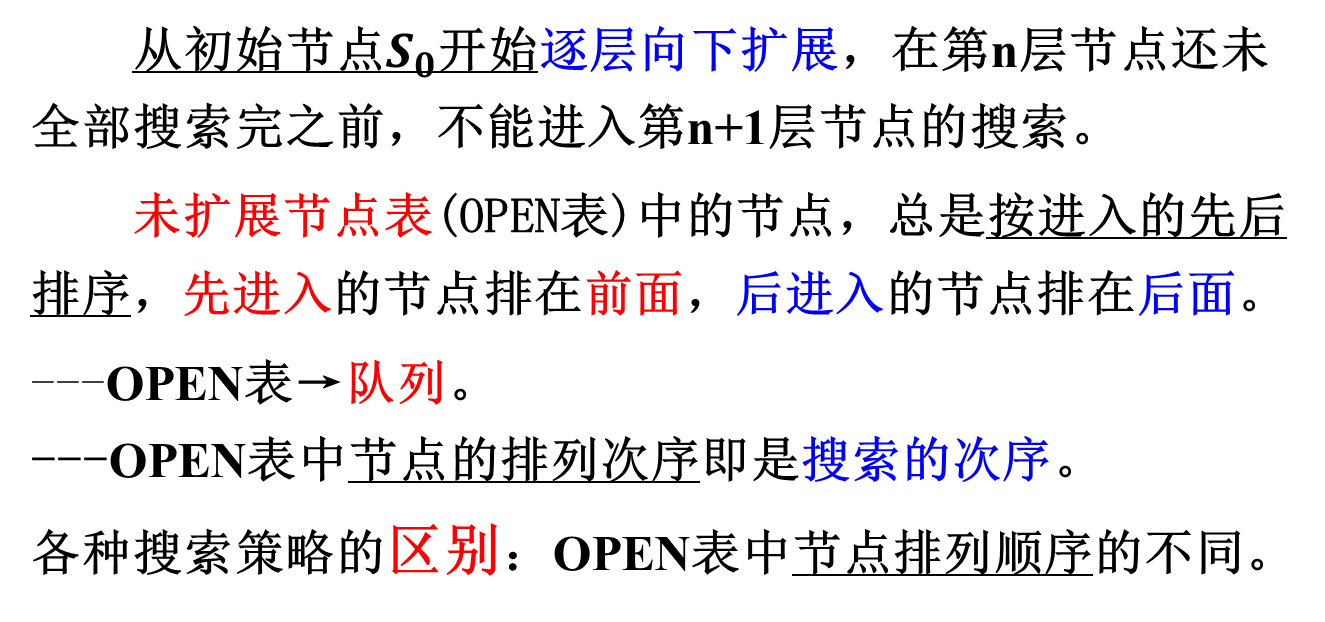 从初始节点S₀开始逐层向下扩展，在第n层节点还未
全部搜索完之前，不能进入第n+1层节点的搜索。
未扩展节点表(OPEN表)中的节点，总是按进入的先后
排序，先进入的节点排在前面，后进入的节点排在后面。
---OPEN表→队列。
---OPEN表中节点的排列次序即是搜索的次序。
各种搜索策略的区别：OPEN表中节点排列顺序的不同。